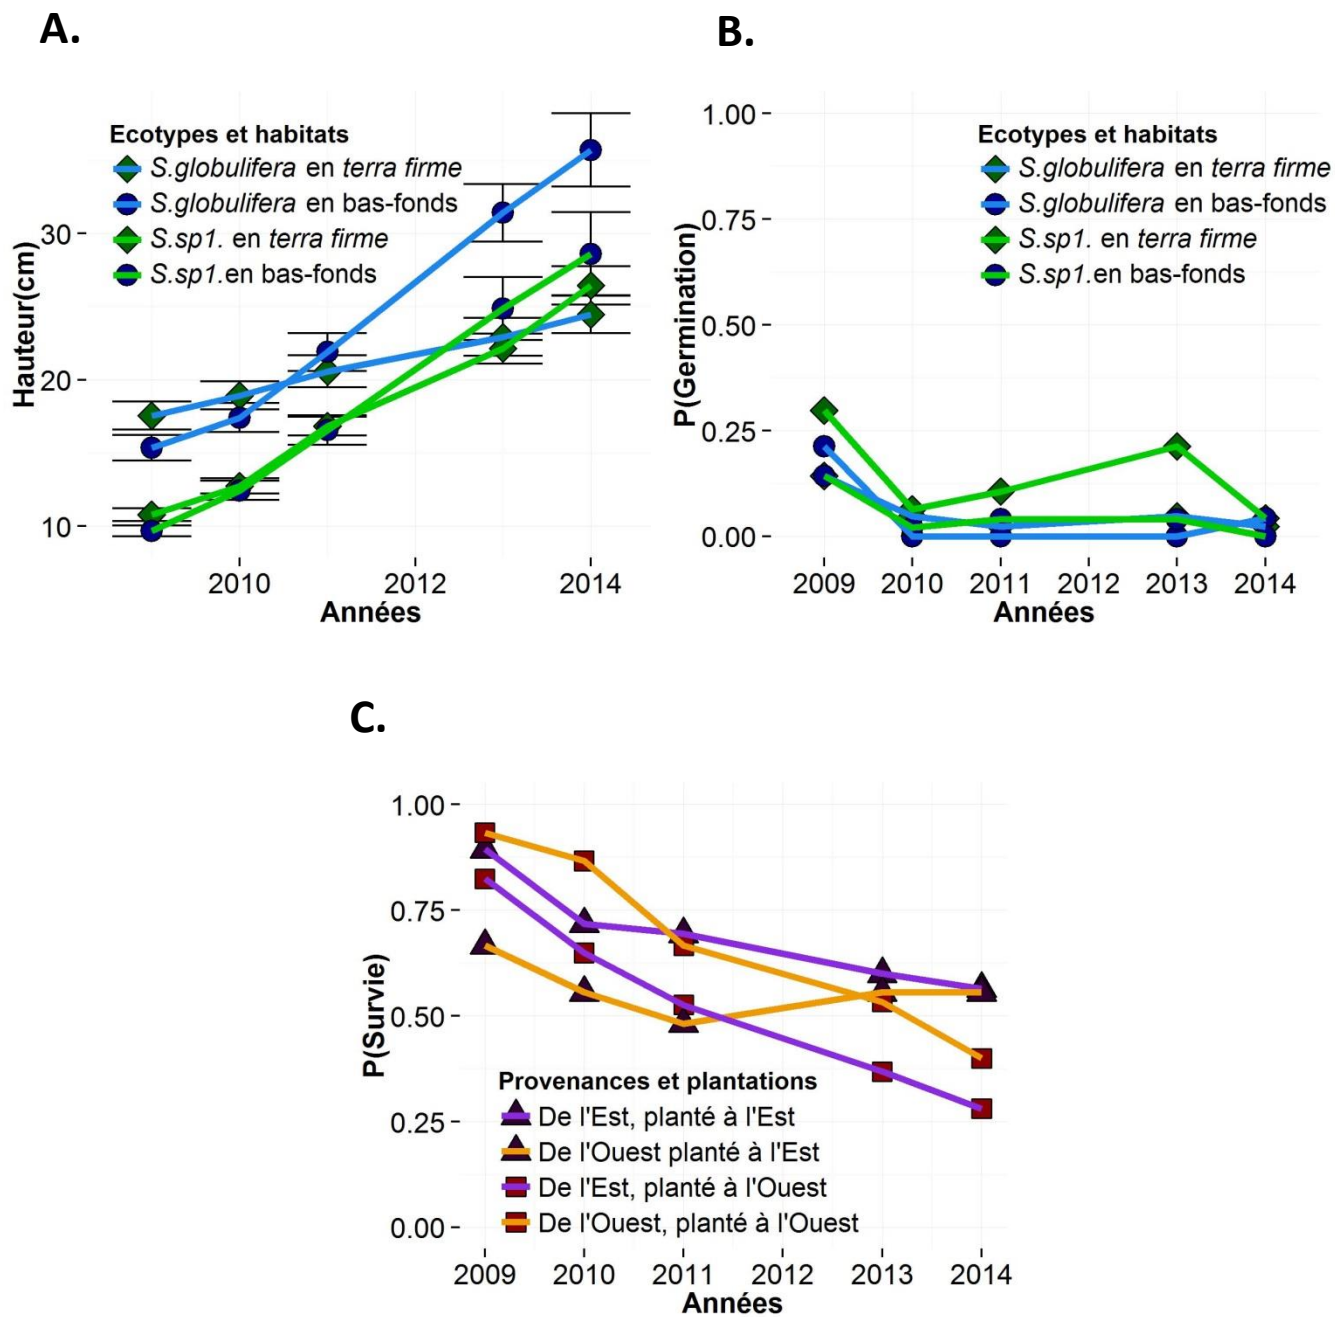 A.
Ecotypes et habitats
S.globulifera en terra firme
S.globulifera en bas-fonds
S.sp1. en terra firme
S.sp1.en bas-fonds
Hauteur(cm)
30
20
10
2010 2012 2014
Années
B.
Ecotypes et habitats
S.globulifera en terra firme
S.globulifera en bas-fonds
S.sp1. en terra firme
S.sp1.en bas-fonds
P(Germination)
1.00
0.75
0.50
0.25
0.00
2009 2010 2011 2012 2013 2014
Années
C.
P(Survie)
1.00
0.75
0.50
0.25
0.00
Provenances et plantations
De l'Est, planté à l'Est
De l'Ouest planté à l'Est
De l'Est, planté à l'Ouest
De l'Ouest, planté à l'Ouest
2009 2010 2011 2012 2013 2014
Années